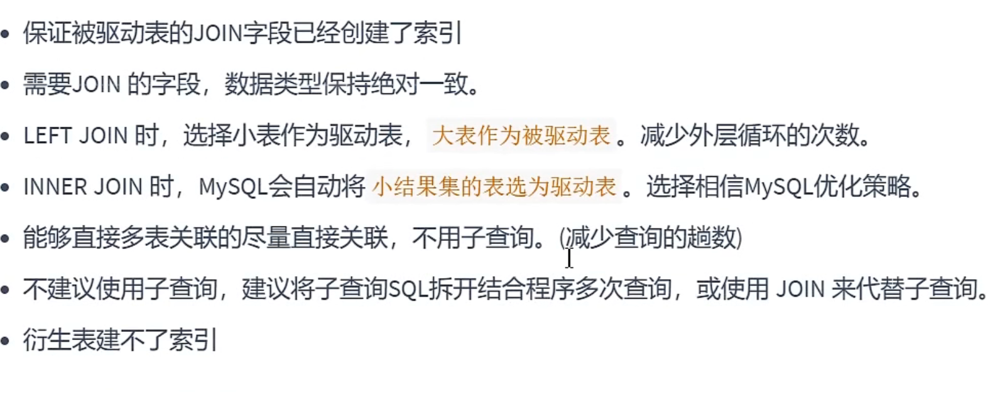 保证被驱动表的JOIN字段已经创建了索引
需要JOIN 的字段，数据类型保持绝对一致。
LEFT JOIN 时，选择小表作为驱动表， 大表作为被驱动表 。减少外层循环的次数。
INNER JOIN 时，MySQL会自动将 小结果集的表选为驱动表 。选择相信MySQL优化策略。
能够直接多表关联的尽量直接关联，不用子查询。(减少查询的趟数)
不建议使用子查询，建议将子查询SQL拆开结合程序多次查询，或使用 JOIN 来代替子查询。
衍生表建不了索引